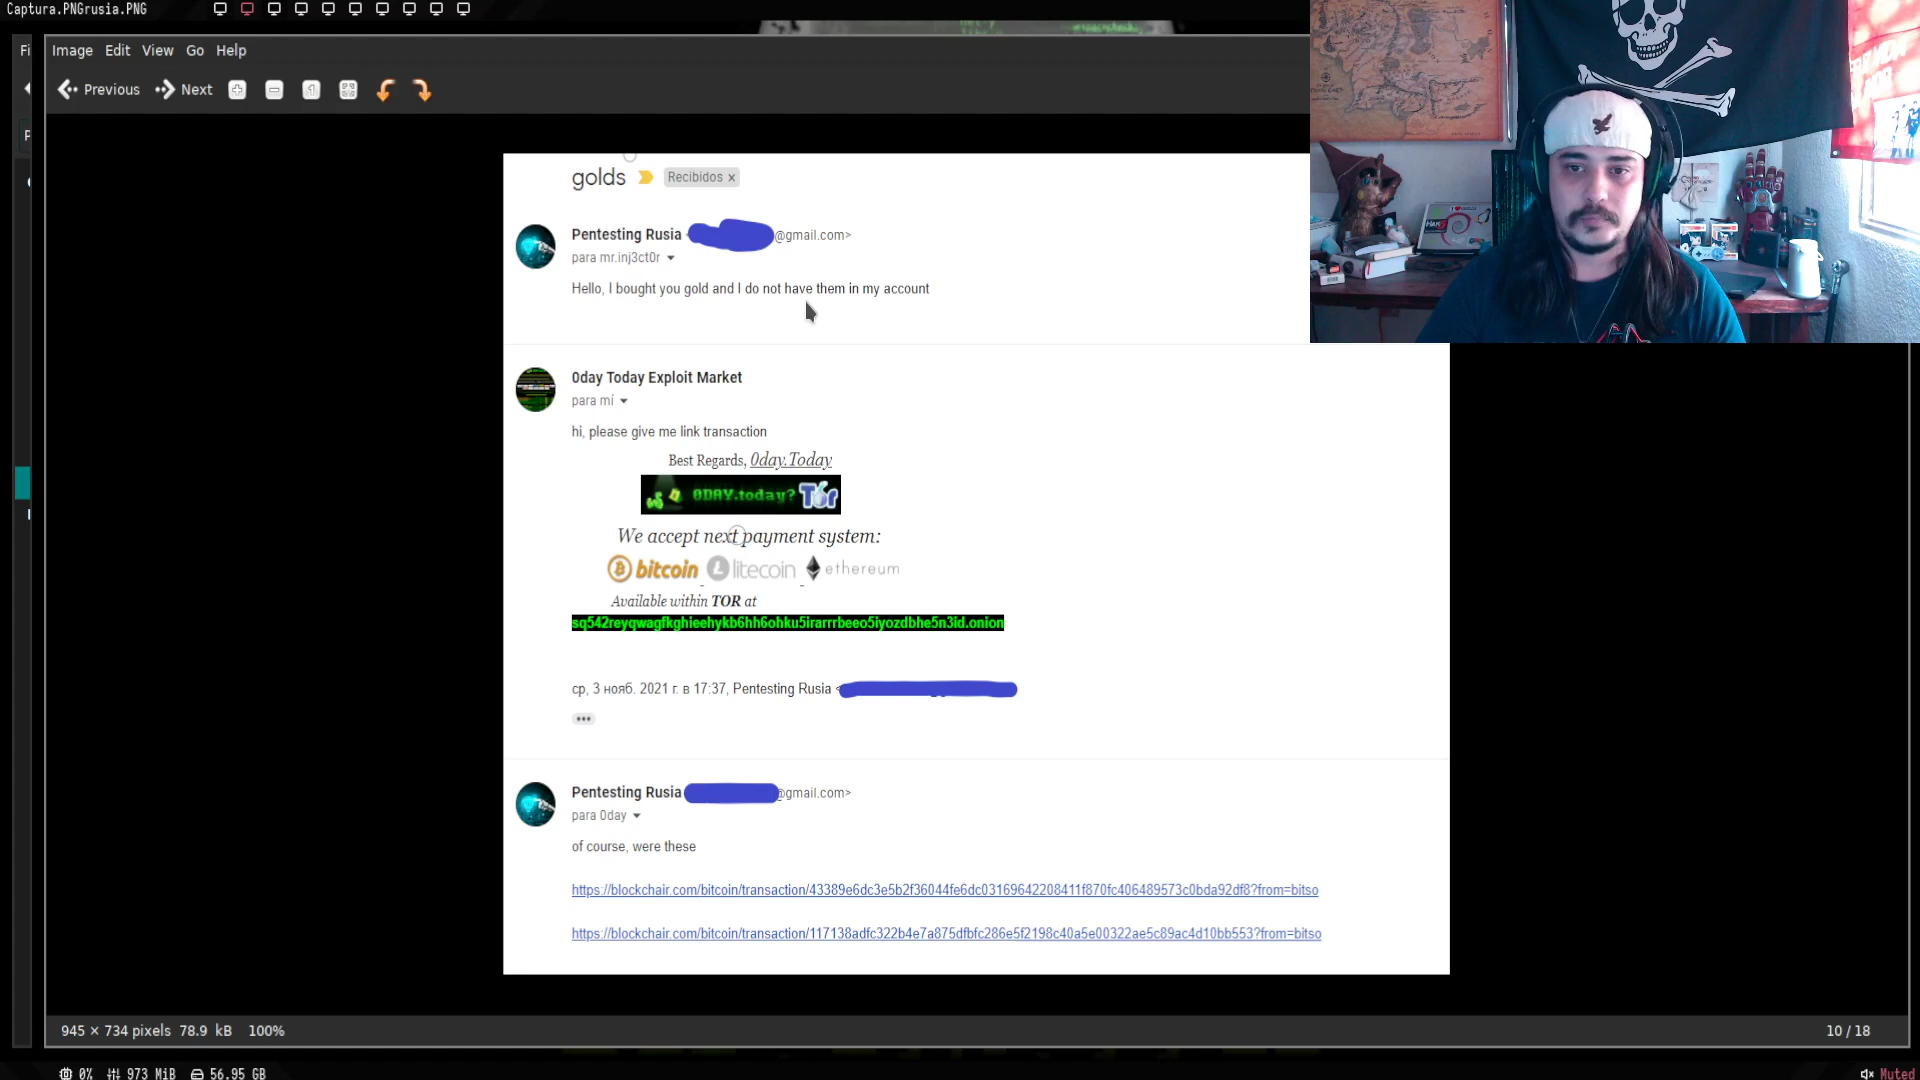 Captura.PNGrusia.PNG
Fi
Image Edit View Go Help
Previous Next
golds Recibidos x
Pentesting Rusia @gmail.com>
para mr.inj3ct0r
Hello, I bought you gold and I do not have them in my account
0day Today Exploit Market
para mí
hi, please give me link transaction
Best Regards, 0day.Today
0DAY.today? Tor
We accept next payment system:
bitcoin litecoin ethereum
Available within TOR at
sq542reyqwagfkghieehykb6hh6ohku5irarrrbeeo5iyozdbhe5n3id.onion
ср, 3 нояб. 2021 г. в 17:37, Pentesting Rusia <
Pentesting Rusia @gmail.com>
para 0day
of course, were these
https://blockchair.com/bitcoin/transaction/43389e6dc3e5b2f36044fe6dc03169642208411f870fc406489573c0bda92df8?from=bitso
https://blockchair.com/bitcoin/transaction/117138adfc322b4e7a875dfbfc286e5f2198c40a5e00322ae5c89ac4d10bb553?from=bitso
945 × 734 pixels 78.9 kB 100%
10 / 18
0% 973 MiB 56.95 GB
Muted